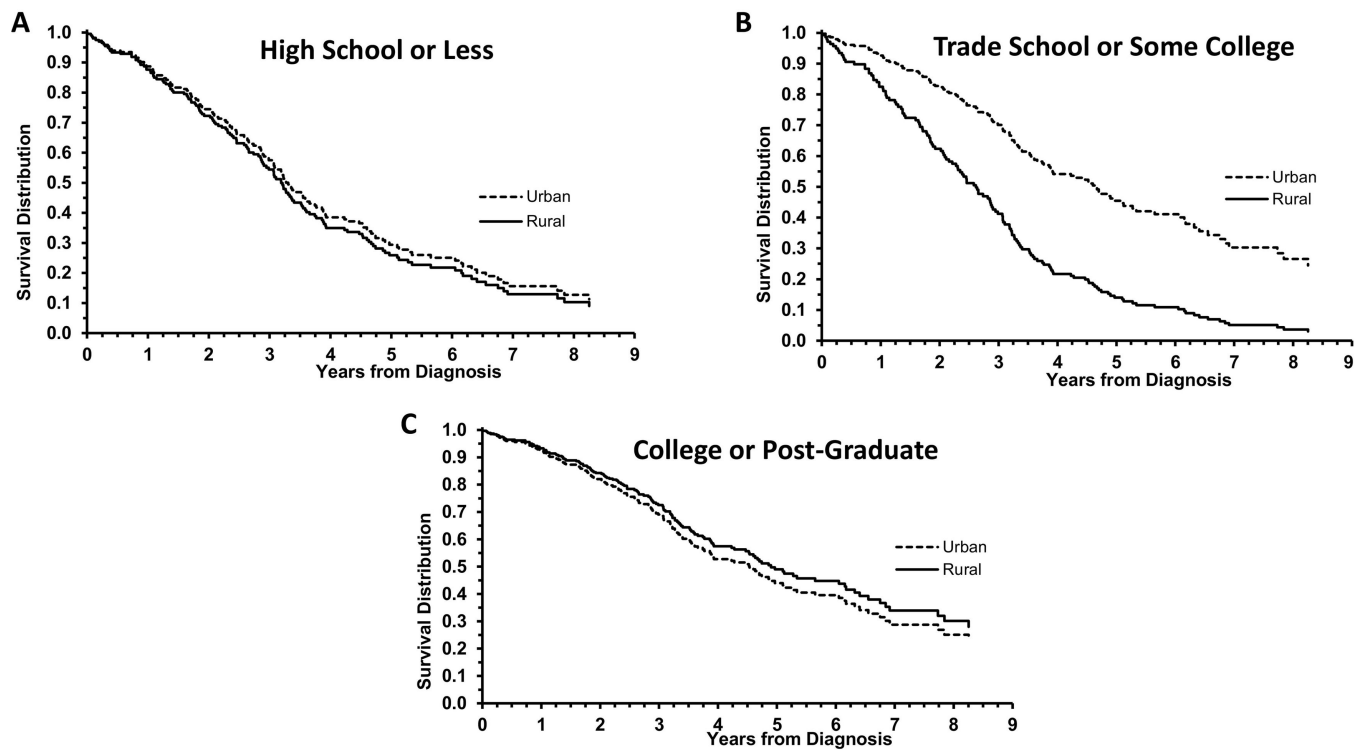 A
High School or Less
1.0
0.9
0.8
0.7
0.6
0.5
0.4
0.3
0.2
0.1
0.0
Survival Distribution
Urban
Rural
0 1 2 3 4 5 6 7 8 9
Years from Diagnosis
B
Trade School or Some College
1.0
0.9
0.8
0.7
0.6
0.5
0.4
0.3
0.2
0.1
0.0
Survival Distribution
Urban
Rural
0 1 2 3 4 5 6 7 8 9
Years from Diagnosis
C
College or Post-Graduate
1.0
0.9
0.8
0.7
0.6
0.5
0.4
0.3
0.2
0.1
0.0
Survival Distribution
Urban
Rural
0 1 2 3 4 5 6 7 8 9
Years from Diagnosis